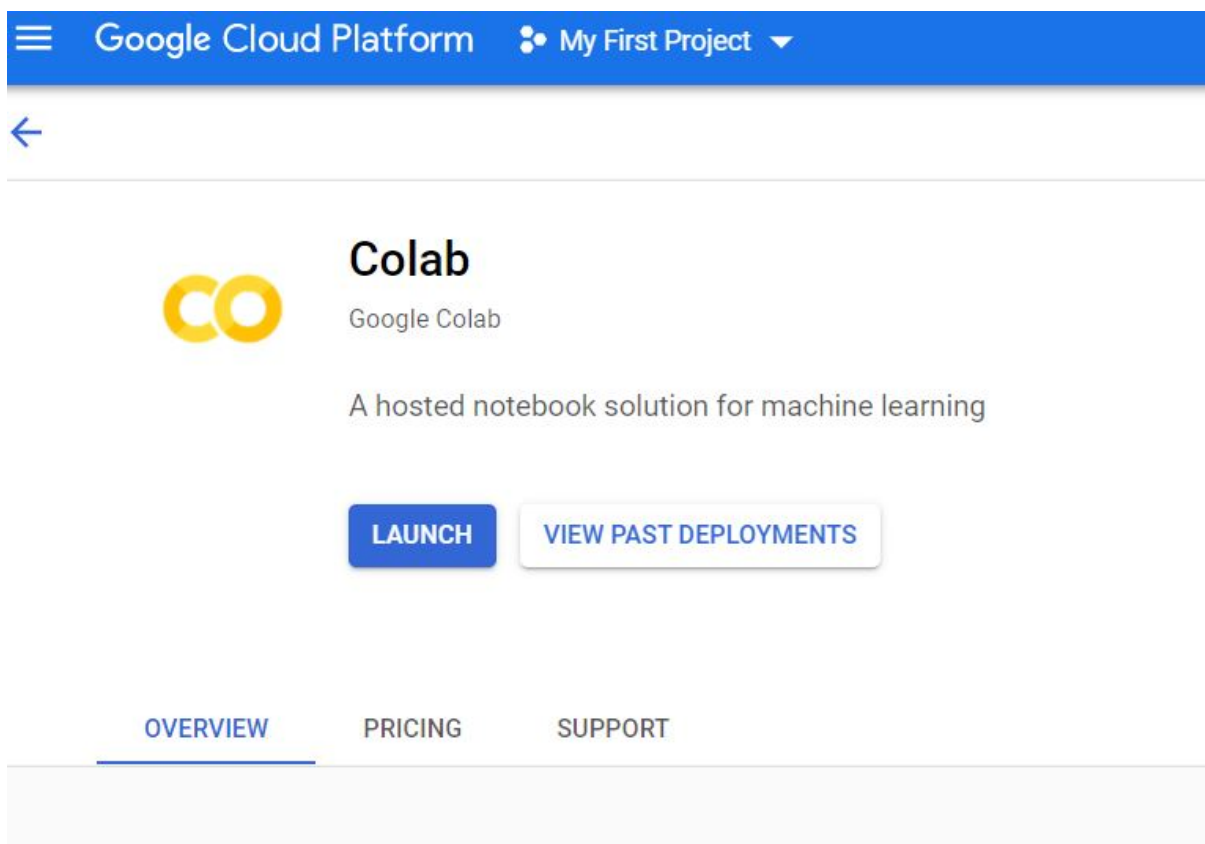 Google Cloud Platform My First Project
CO
Colab
Google Colab
A hosted notebook solution for machine learning
LAUNCH VIEW PAST DEPLOYMENTS
OVERVIEW PRICING SUPPORT